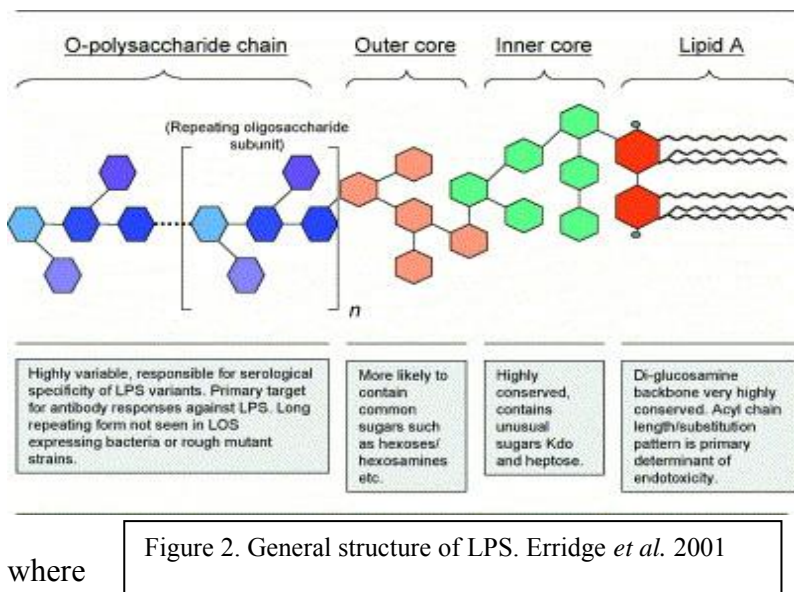 O-polysaccharide chain
Outer core
Inner core
Lipid A
(Repeating oligosaccharide
subunit)
n
Highly variable, responsible for serological
specificity of LPS variants. Primary target
for antibody responses against LPS. Long
repeating form not seen in LOS
expressing bacteria or rough mutant
strains.
More likely to
contain
common
sugars such
as hexoses/
hexosamines
etc.
Highly
conserved,
contains
unusual
sugars Kdo
and heptose.
Di-glucosamine
backbone very highly
conserved. Acyl chain
length/substitution
pattern is primary
determinant of
endotoxicity.
where
Figure 2. General structure of LPS. Erridge et al. 2001